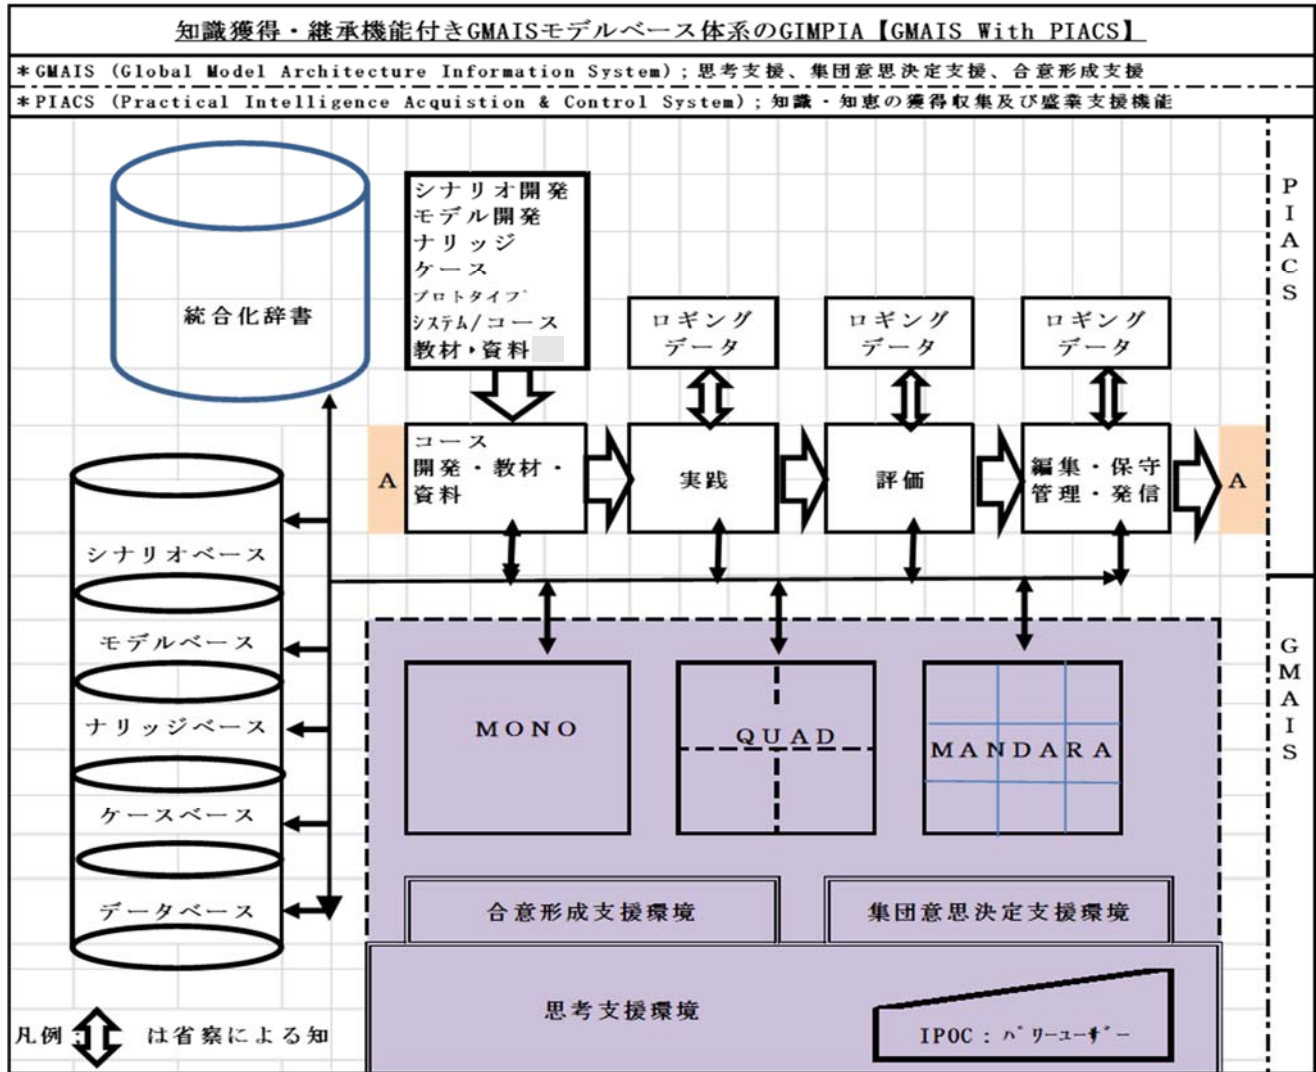 知識獲得・継承機能付きGMAISモデルベース体系のGIMPIA【GMAIS With PIACS】
*GMAIS (Global Model Architecture Information System);思考支援、集団意思決定支援、合意形成支援
*PIACS (Practical Intelligence Acquistion & Control System);知識・知恵の獲得収集及び盛業支援機能
PIACS
統合化辞書
シナリオ開発
モデル開発
ナリッジ
ケース
プロトタイプ
システム/コース
教材・資料
ロギング
データ
ロギング
データ
ロギング
データ
A
コース
開発・教材・
資料
実践
評価
編集・保守
管理・発信
A
シナリオベース
モデルベース
ナリッジベース
ケースベース
データベース
GMAIS
MONO
QUAD
MANDARA
合意形成支援環境
集団意思決定支援環境
思考支援環境
IPOC:バリーユーザー
凡例:
は省察による知